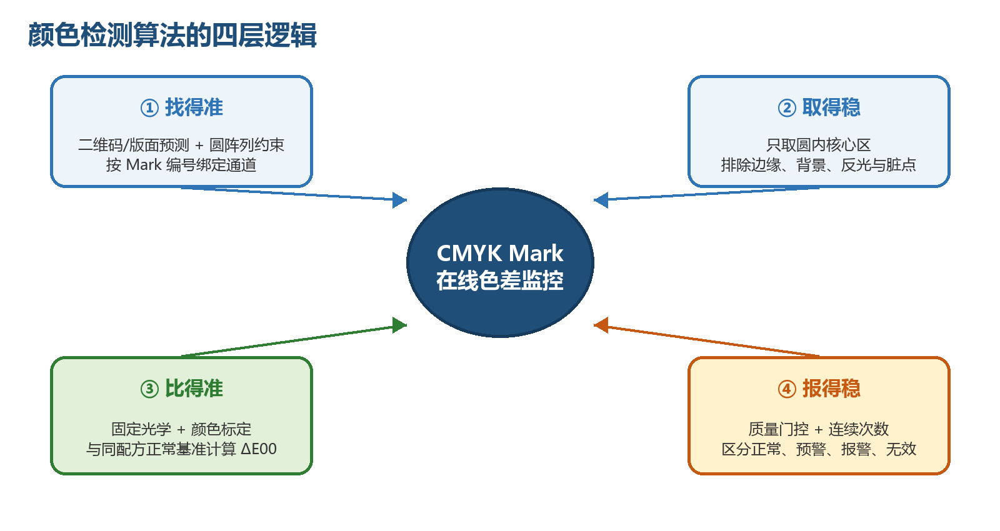 颜色检测算法的四层逻辑
① 找得准
二维码/版面预测 + 圆阵列约束
按 Mark 编号绑定通道
② 取得稳
只取圆内核心区
排除边缘、背景、反光与脏点
CMYK Mark
在线色差监控
③ 比得准
固定光学 + 颜色标定
与同配方正常基准计算 ΔE00
④ 报得稳
质量门控 + 连续次数
区分正常、预警、报警、无效